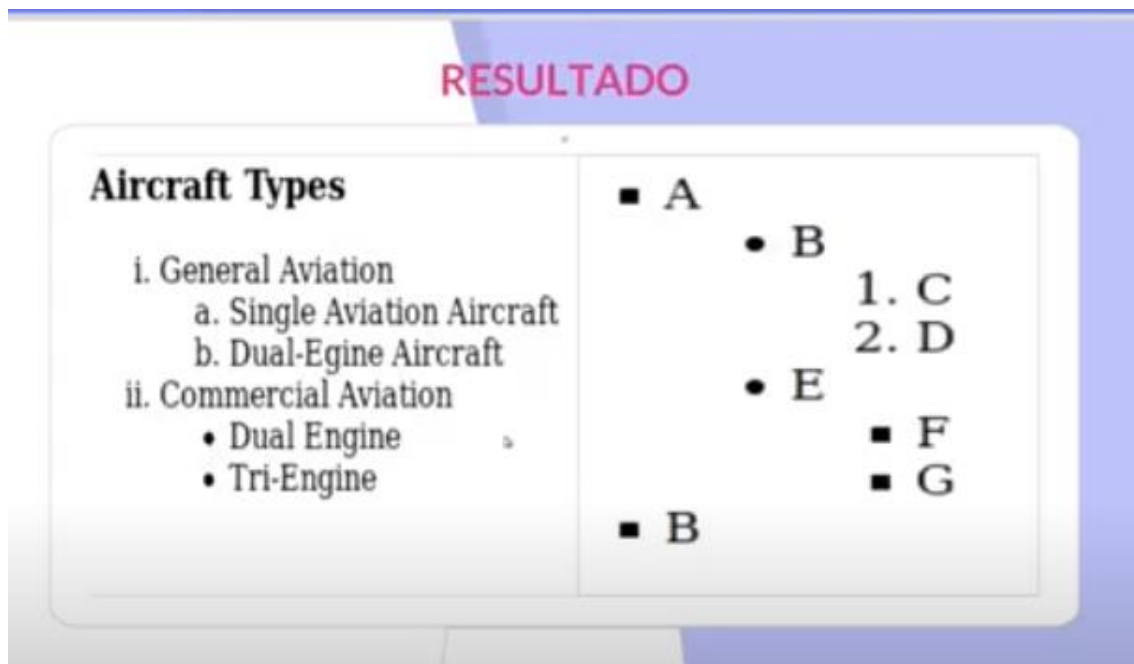 RESULTADO
Aircraft Types
i. General Aviation
a. Single Aviation Aircraft
b. Dual-Egine Aircraft
ii. Commercial Aviation
• Dual Engine
• Tri-Engine
▪ A
• B
1. C
2. D
• E
▪ F
▪ G
▪ B